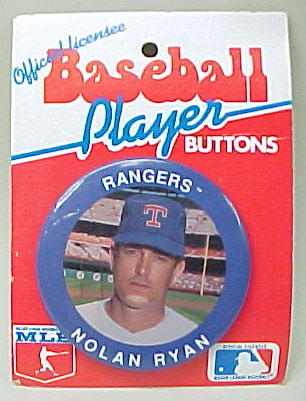 Official Licensee
Baseball
Player
BUTTONS
RANGERS
T
NOLAN RYAN
MLB